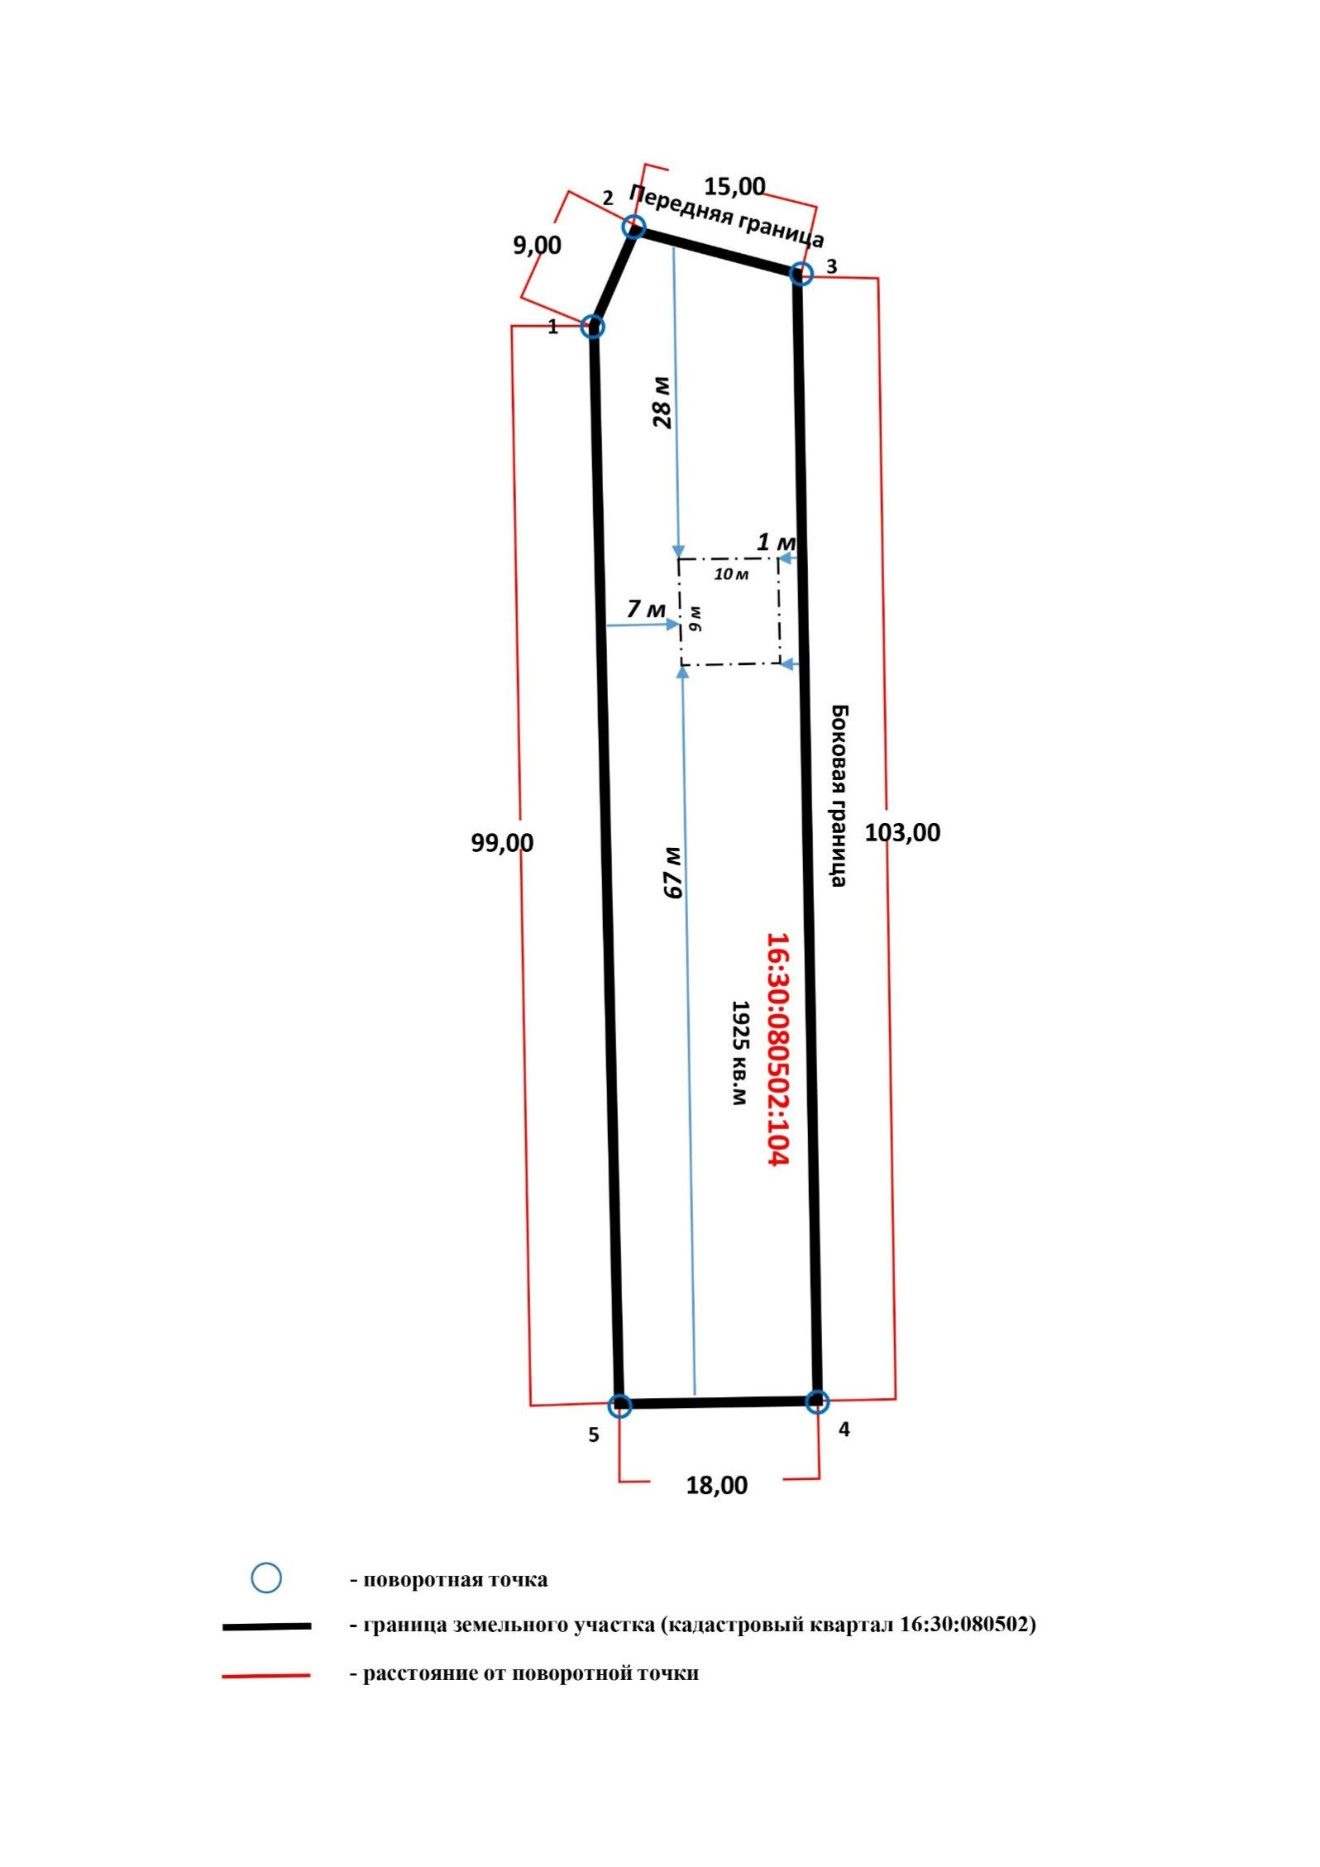 15,00
2
Передняя граница
9,00
3
1
28 м
1 м
10 м
7 м
9 м
Боковая граница
99,00
103,00
67 м
16:30:080502:104
1925 кв.м
5
4
18,00
- поворотная точка
- граница земельного участка (кадастровый квартал 16:30:080502)
- расстояние от поворотной точки